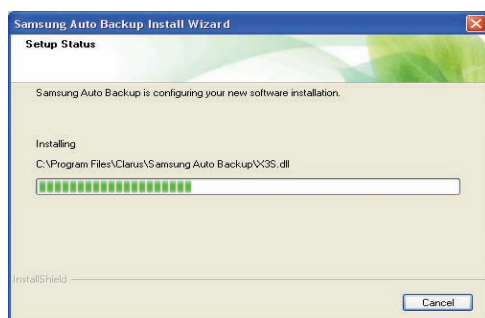 Samsung Auto Backup Install Wizard
Setup Status
Samsung Auto Backup is configuring your new software installation.
Installing
C:\Program Files\Clarus\Samsung Auto Backup\X3S.dll
InstallShield
Cancel